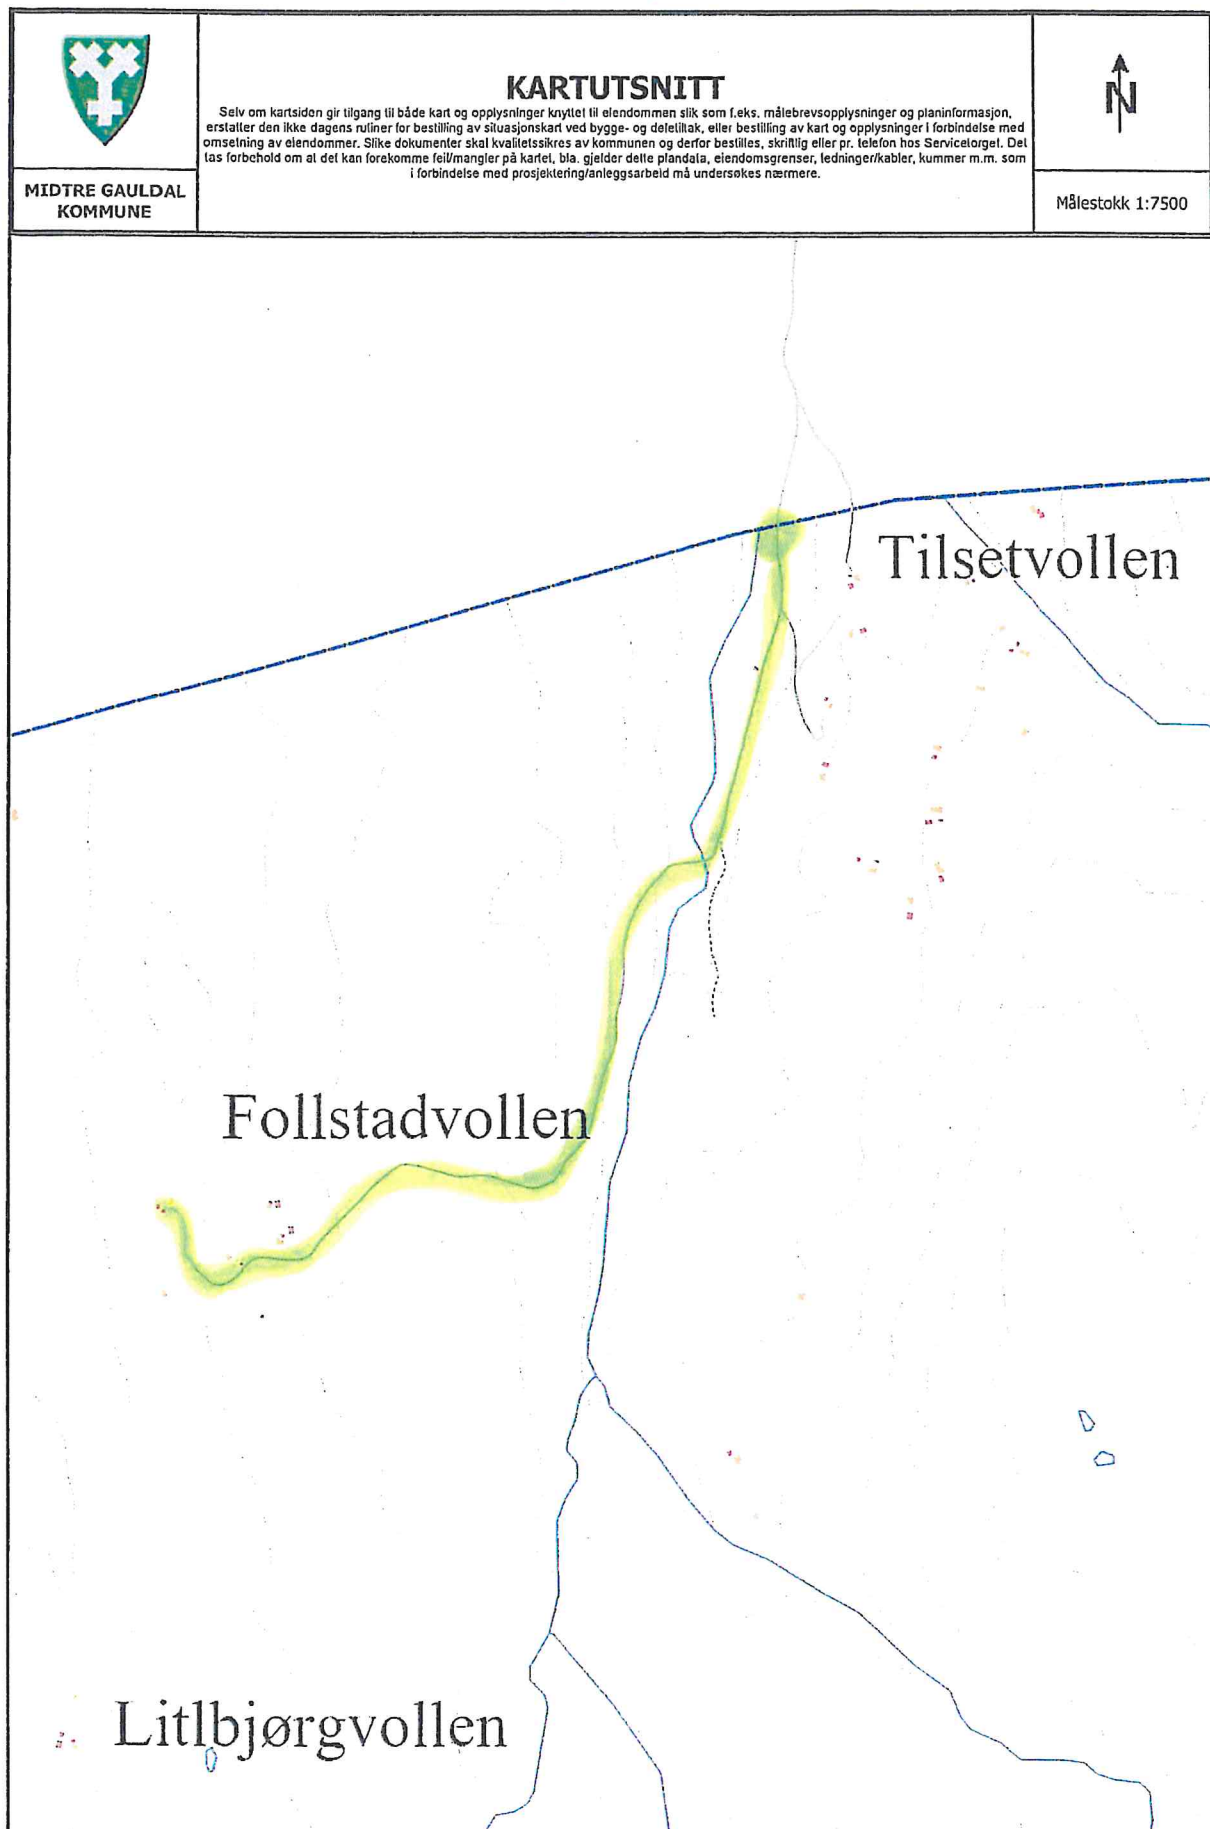 KARTUTSNITT
Selv om kartsiden gir tilgang til både kart og opplysninger knyttet til eiendommen slik som f.eks. målebrevsopplysninger og planinformasjon,
erstatter den ikke dagens rutiner for bestilling av situasjonskart ved bygge- og deletiltak, eller bestilling av kart og opplysninger i forbindelse med
omsetning av eiendommer. Slike dokumenter skal kvalitetssikres av kommunen og derfor bestilles, skriftlig eller pr. telefon hos Servicetorget. Det
tas forbehold om at det kan forekomme feil/mangler på kartet, bla. gjelder dette plandata, eiendomsgrenser, ledninger/kabler, kummer m.m. som
i forbindelse med prosjektering/anleggsarbeid må undersøkes nærmere.
MIDTRE GAULDAL
KOMMUNE
N
Målestokk 1:7500
Tilsetvollen
Follstadvollen
Litlbjørgvollen